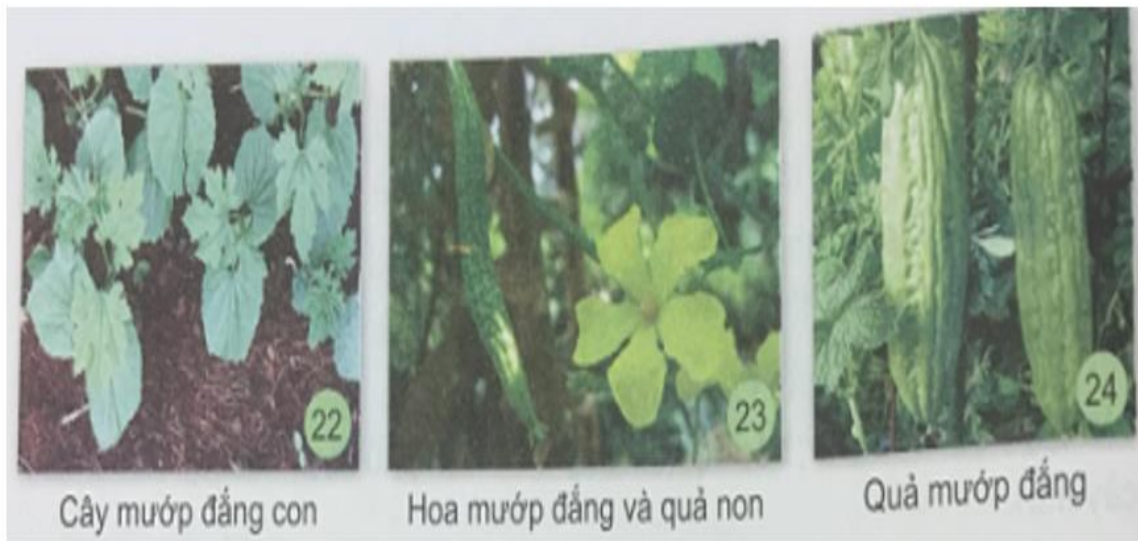 22
23
24
Cây mướp đắng con
Hoa mướp đắng và quả non
Quả mướp đắng